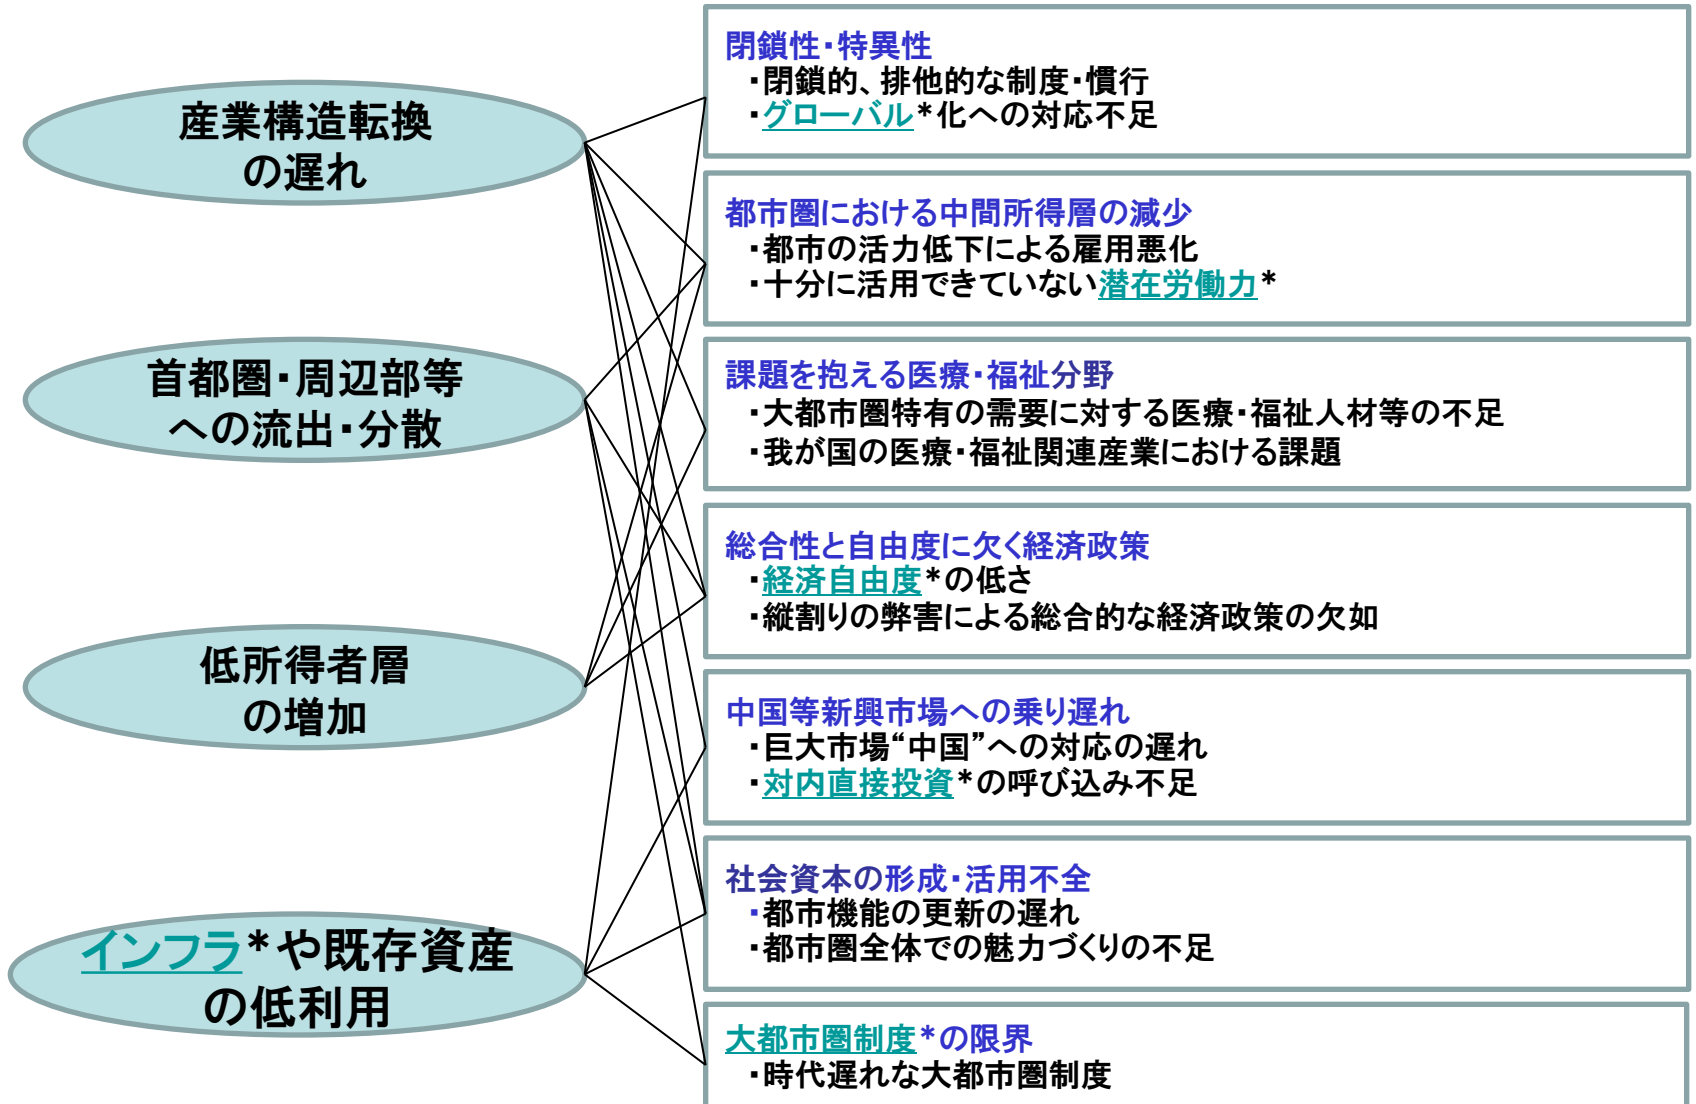 産業構造転換
の遅れ
首都圏・周辺部等
への流出・分散
低所得者層
の増加
インフラ*や既存資産
の低利用
閉鎖性・特異性
・閉鎖的、排他的な制度・慣行
・グローバル*化への対応不足
都市圏における中間所得層の減少
・都市の活力低下による雇用悪化
・十分に活用できていない潜在労働力*
課題を抱える医療・福祉分野
・大都市圏特有の需要に対する医療・福祉人材等の不足
・我が国の医療・福祉関連産業における課題
総合性と自由度に欠く経済政策
・経済自由度*の低さ
・縦割りの弊害による総合的な経済政策の欠如
中国等新興市場への乗り遅れ
・巨大市場“中国”への対応の遅れ
・対内直接投資*の呼び込み不足
社会資本の形成・活用不全
・都市機能の更新の遅れ
・都市圏全体での魅力づくりの不足
大都市圏制度*の限界
・時代遅れな大都市圏制度